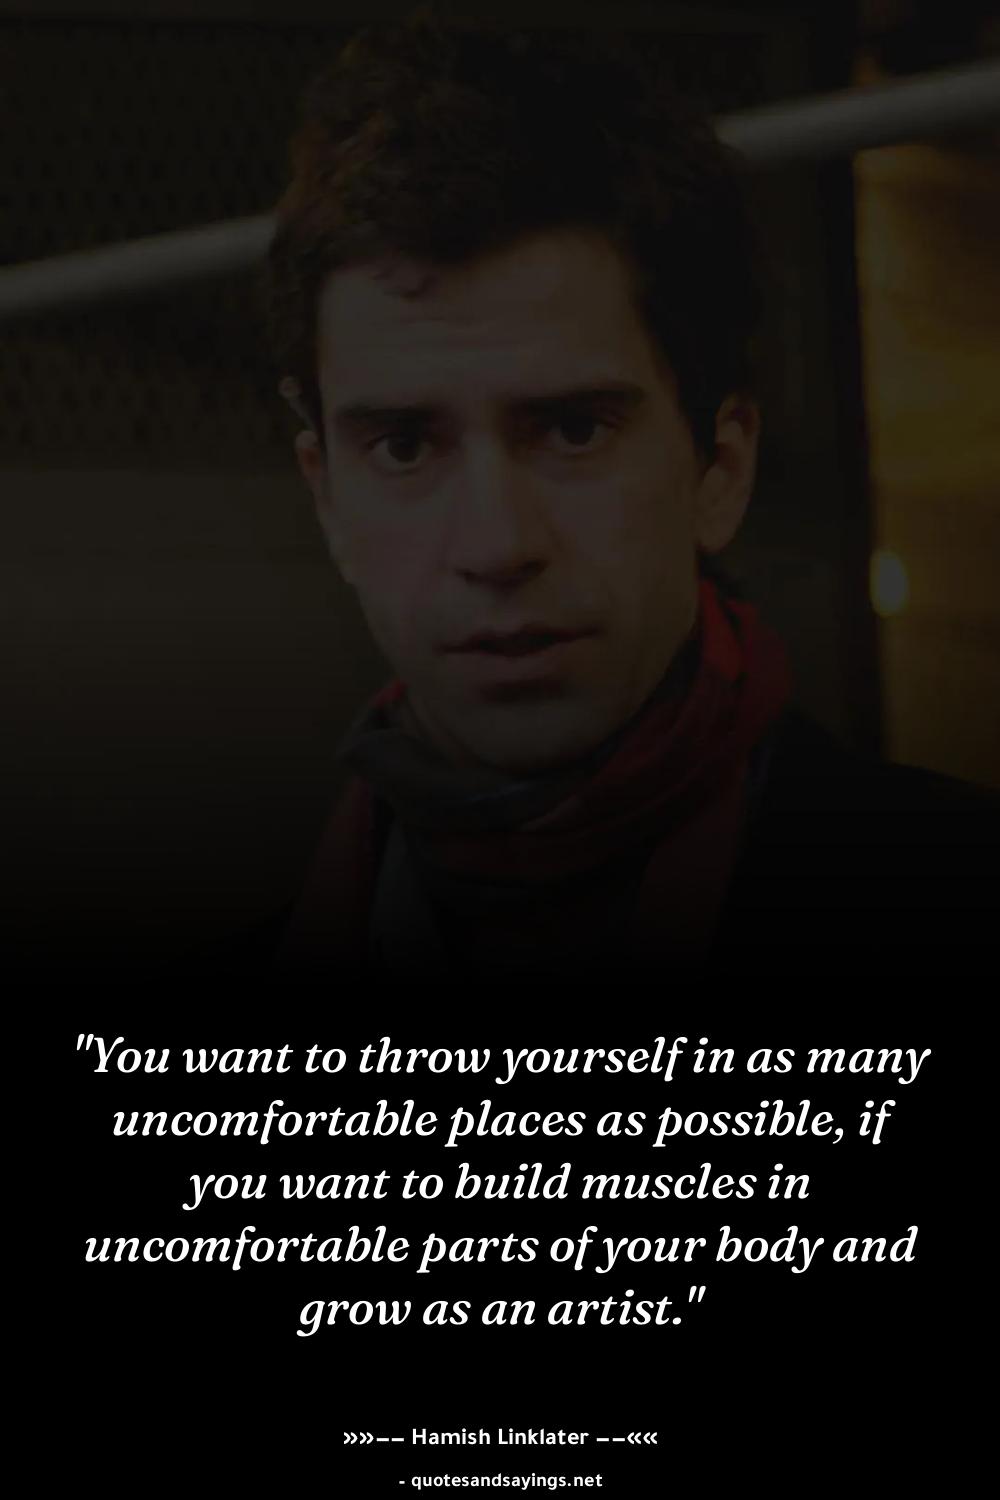 "You want to throw yourself in as many
uncomfortable places as possible, if
you want to build muscles in
uncomfortable parts of your body and
grow as an artist."
»»−− Hamish Linklater −−««
- quotesandsayings.net